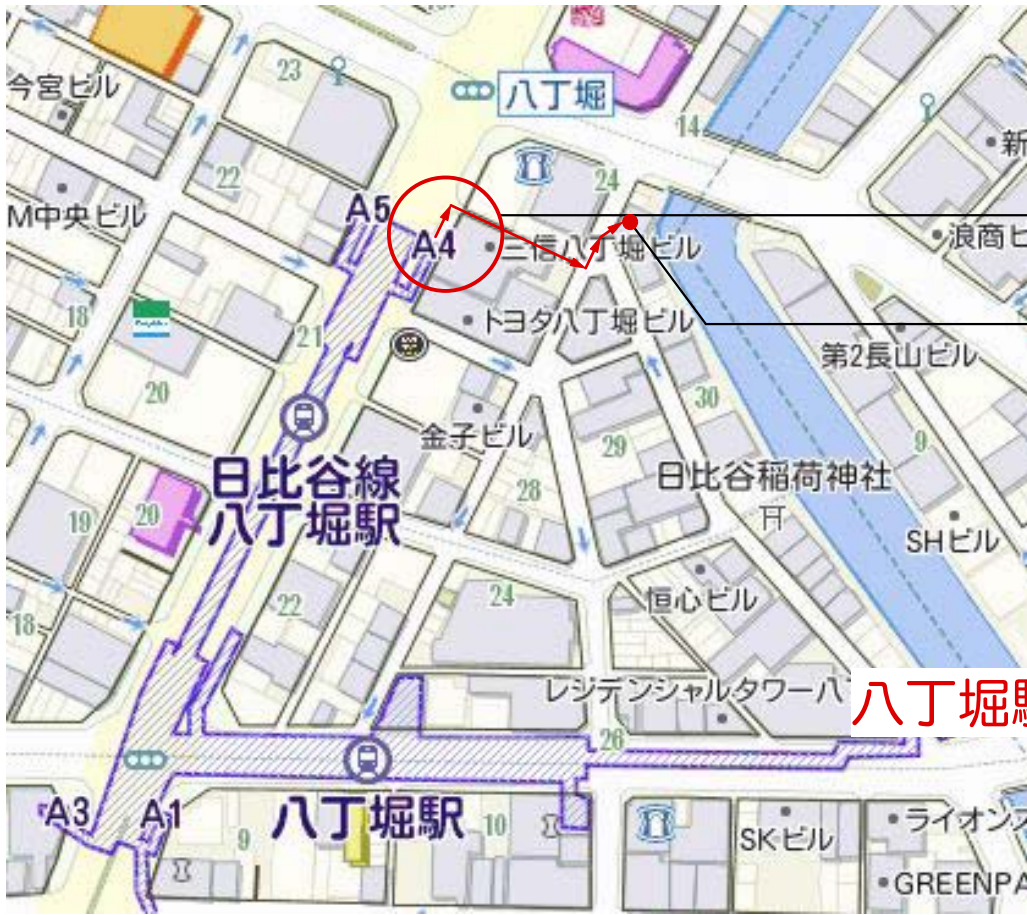 今宮ビル
23
八丁堀
14
新
22
24
M中央ビル
A5
A4
三信八丁堀ビル
浪商ビ
18
21
トヨタ八丁堀ビル
第2長山ビル
20
30
金子ビル
29
9
日比谷線
八丁堀駅
28
日比谷稲荷神社
19
20
SHビル
22
24
恒心ビル
18
レジデンシャルタワー八
八丁堀駅
26
A3
A1
八丁堀駅
9
10
SKビル
ライオンズ
GREENPA